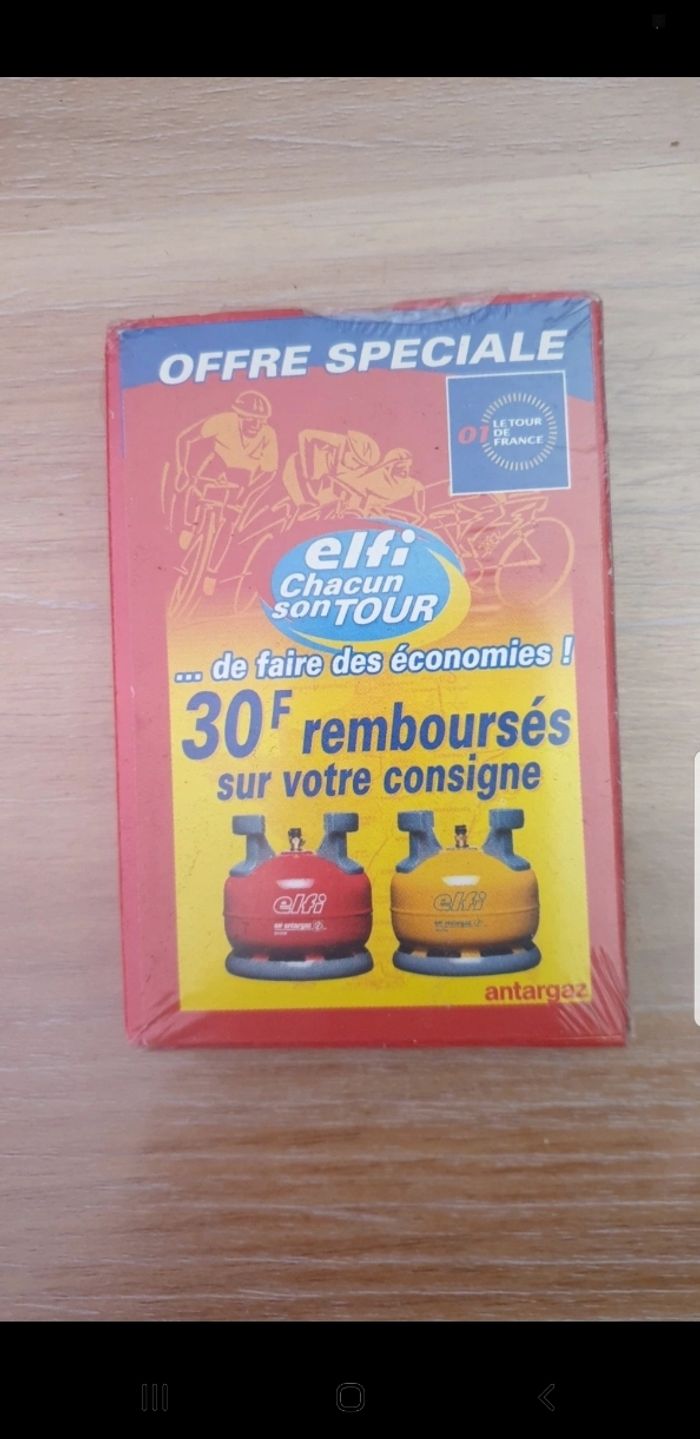 OFFRE SPECIALE
01 LE TOUR
DE
FRANCE
elfi
Chacun
son TOUR
... de faire des économies !
30F remboursés
sur votre consigne
elfi
elfi
antargaz